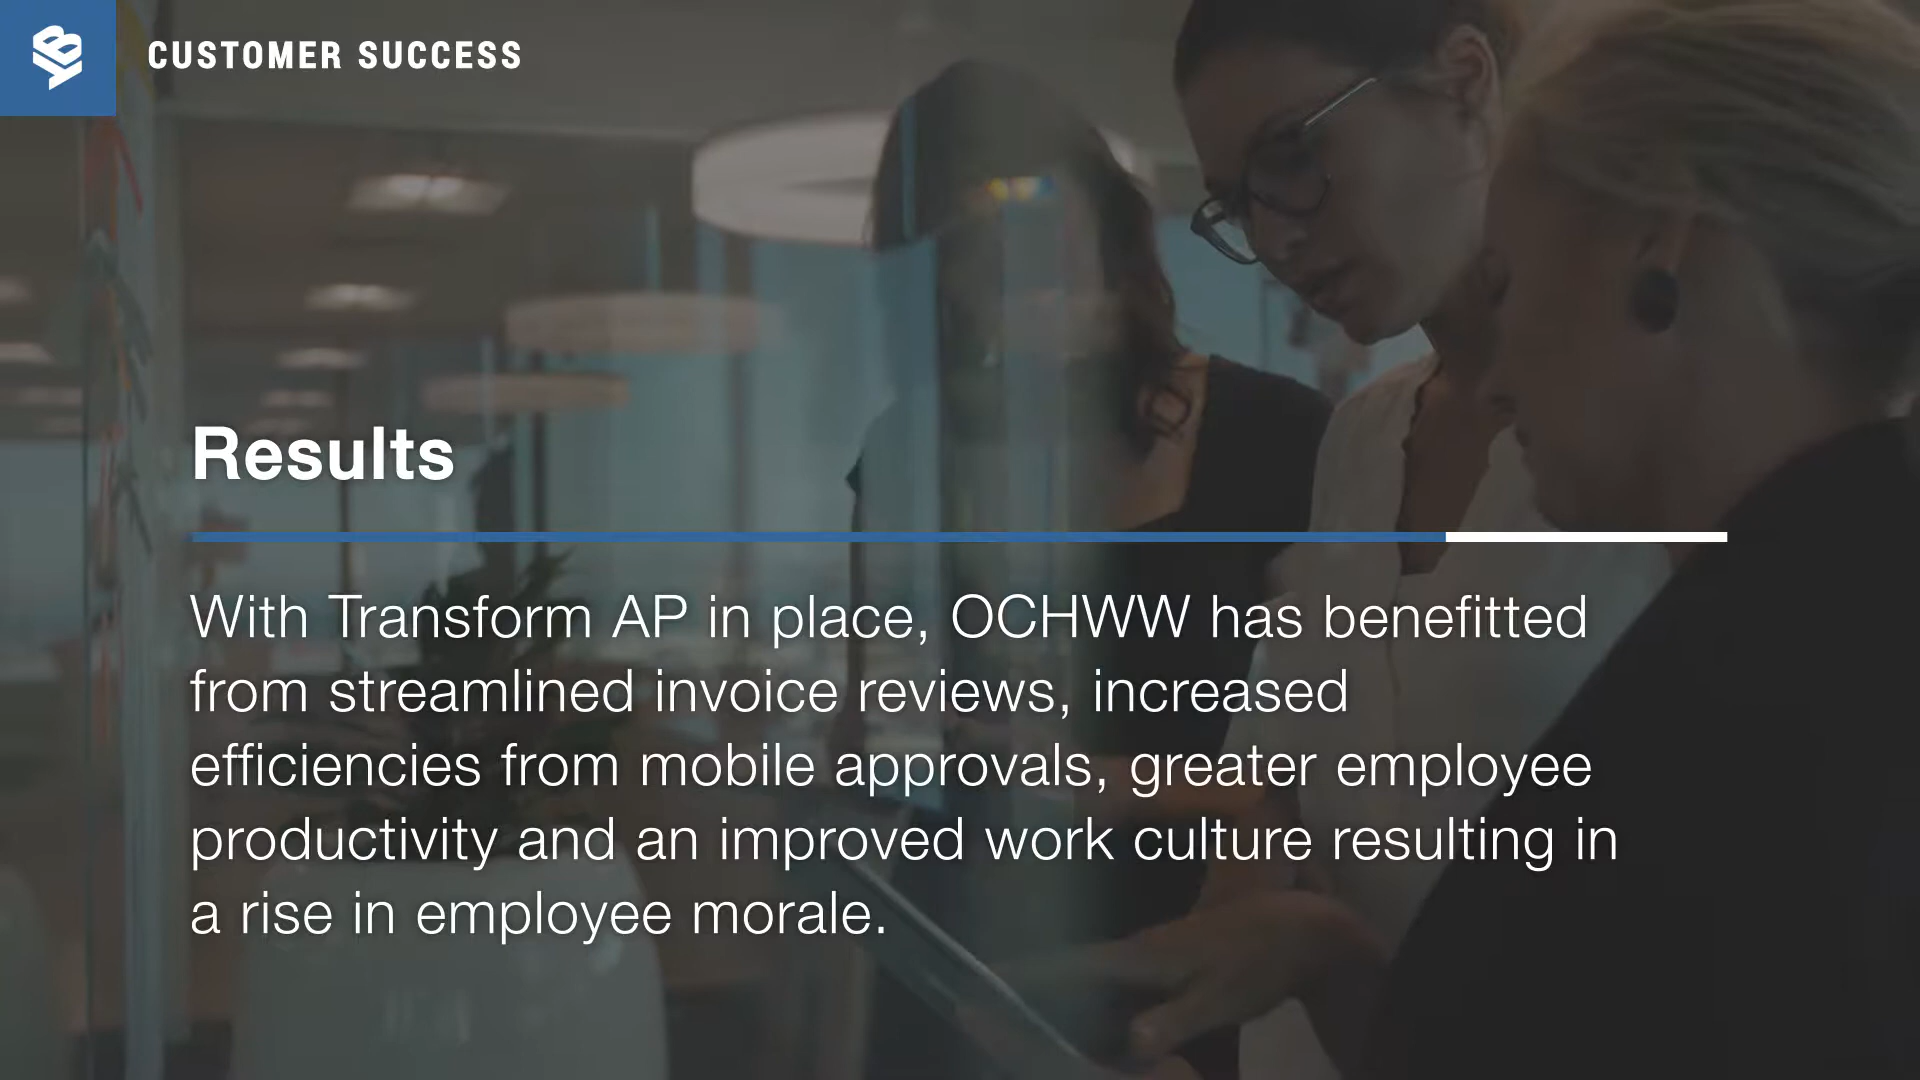 CUSTOMER SUCCESS
Results
With Transform AP in place, OCHWW has benefitted
from streamlined invoice reviews, increased
efficiencies from mobile approvals, greater employee
productivity and an improved work culture resulting in
a rise in employee morale.